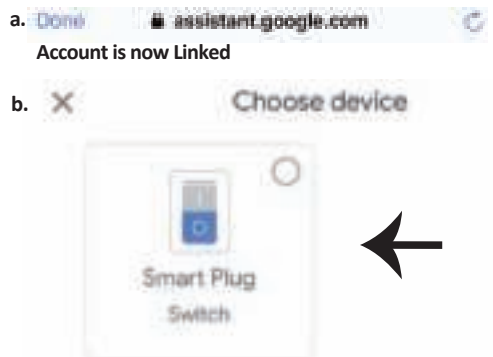 a. Done assistant.google.com
Account is now Linked
b. Choose device
Smart Plug
Switch